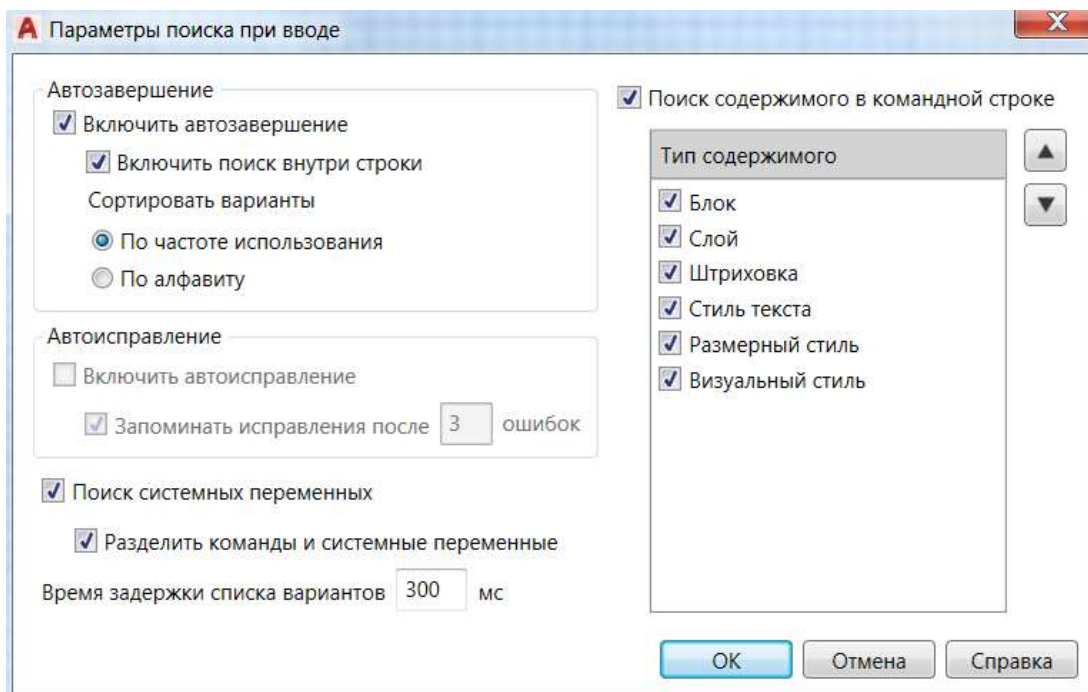 Параметры поиска при вводе
Автозавершение
Включить автозавершение
Включить поиск внутри строки
Сортировать варианты
По частоте использования
По алфавиту
Автоисправление
Включить автоисправление
Запоминать исправления после 3 ошибок
Поиск системных переменных
Разделить команды и системные переменные
Время задержки списка вариантов 300 мс
Поиск содержимого в командной строке
Тип содержимого
Блок
Слой
Штриховка
Стиль текста
Размерный стиль
Визуальный стиль
ОК
Отмена
Справка